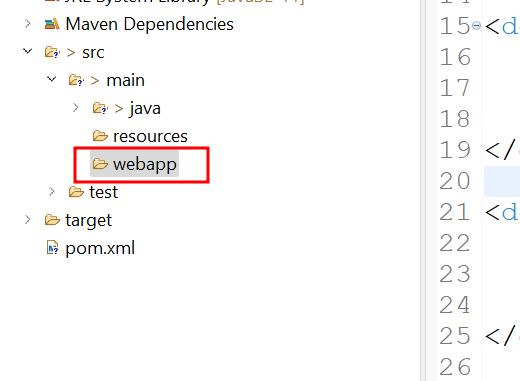 JRE System Library [JavaSE-
Maven Dependencies
> src
> main
> java
resources
webapp
test
target
pom.xml
15 <d
16
17
18
19 </
20
21 <d
22
23
24
25 </
26